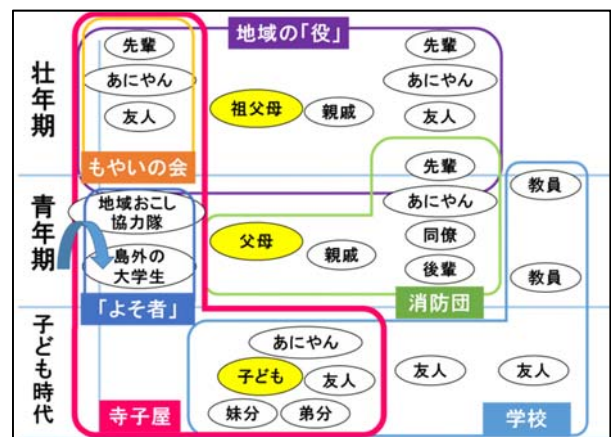 壮年期
先輩
あにやん
友人
もやいの会
地域の「役」
祖父母
親戚
先輩
あにやん
友人
青年期
地域おこし
協力隊
島外の
大学生
「よそ者」
父母
親戚
先輩
あにやん
同僚
後輩
消防団
教員
教員
子ども時代
寺子屋
あにやん
子ども
友人
妹分
弟分
友人
友人
学校